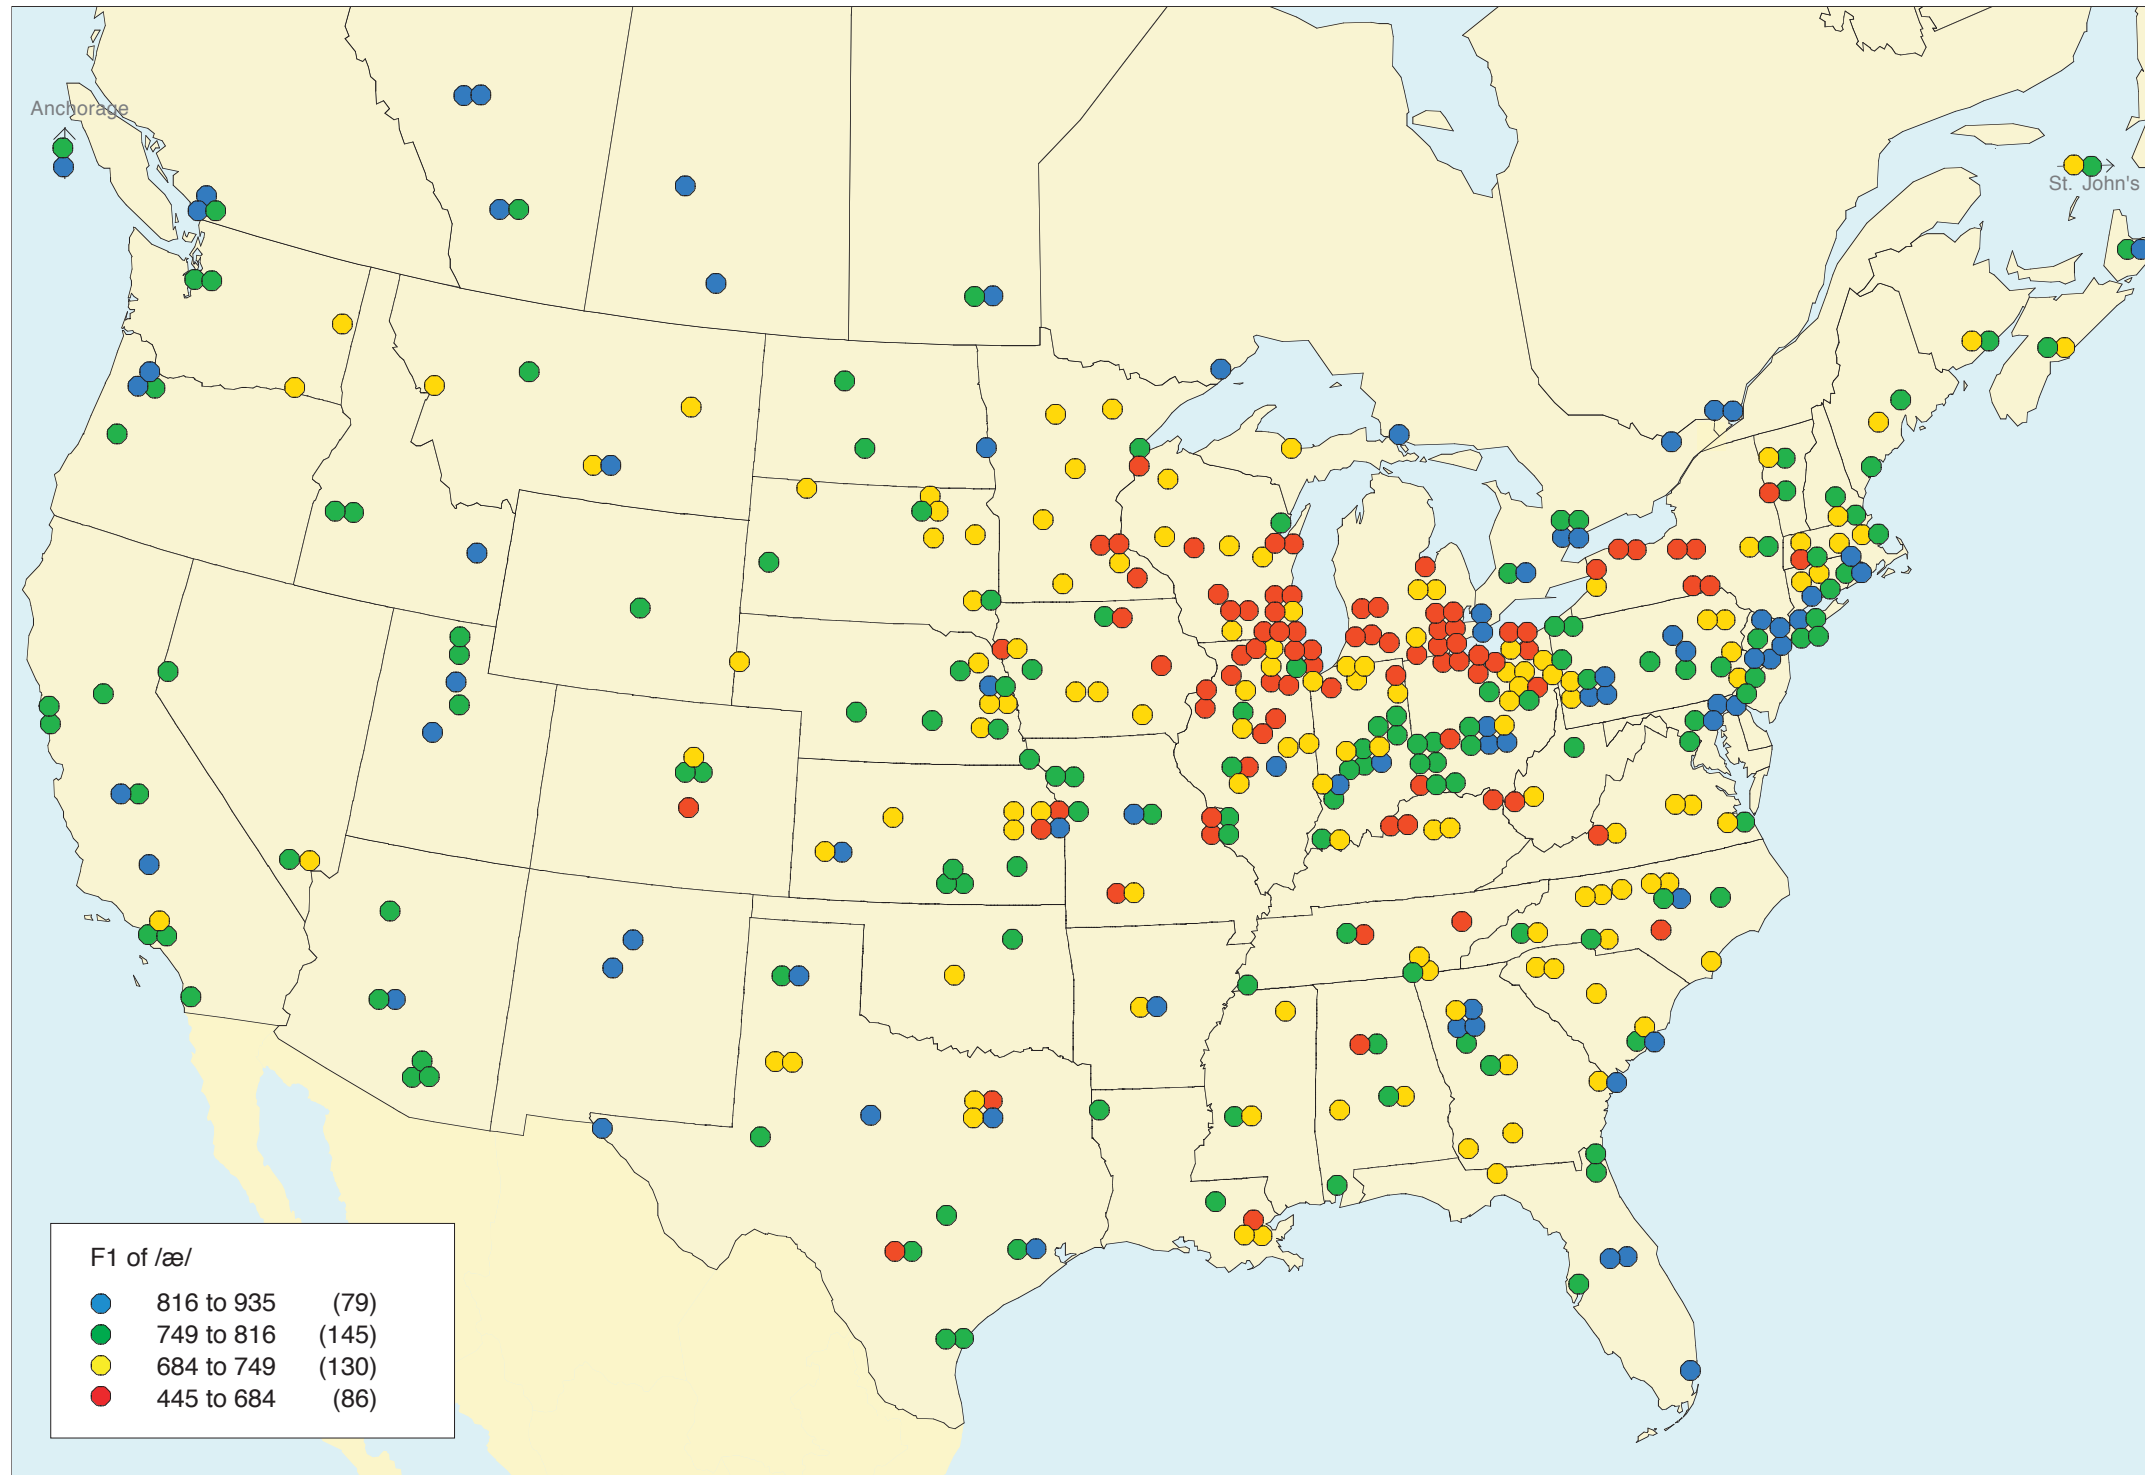 Anchorage
St. John's
F1 of /æ/
816 to 935 (79)
749 to 816 (145)
684 to 749 (130)
445 to 684 (86)